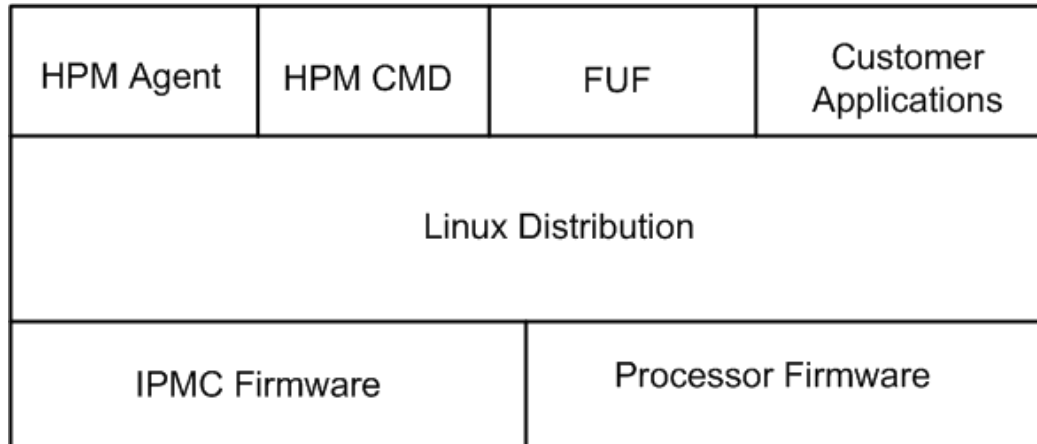 HPM Agent
HPM CMD
FUF
Customer
Applications
Linux Distribution
IPMC Firmware
Processor Firmware